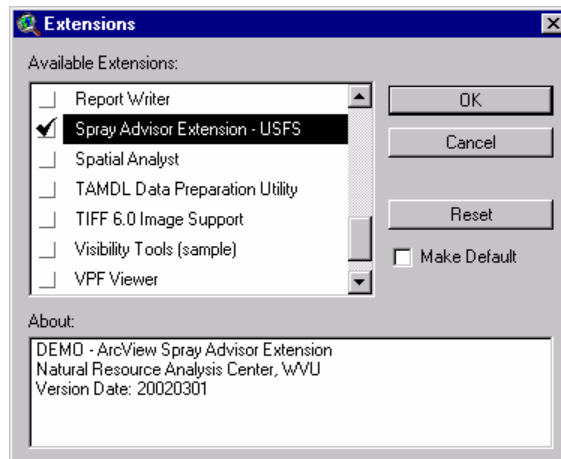 Extensions
Available Extensions:
Report Writer
Spray Advisor Extension - USFS
Spatial Analyst
TAMDL Data Preparation Utility
TIFF 6.0 Image Support
Visibility Tools (sample)
VPF Viewer
OK
Cancel
Reset
Make Default
About:
DEMO - ArcView Spray Advisor Extension
Natural Resource Analysis Center, WVU
Version Date: 20020301